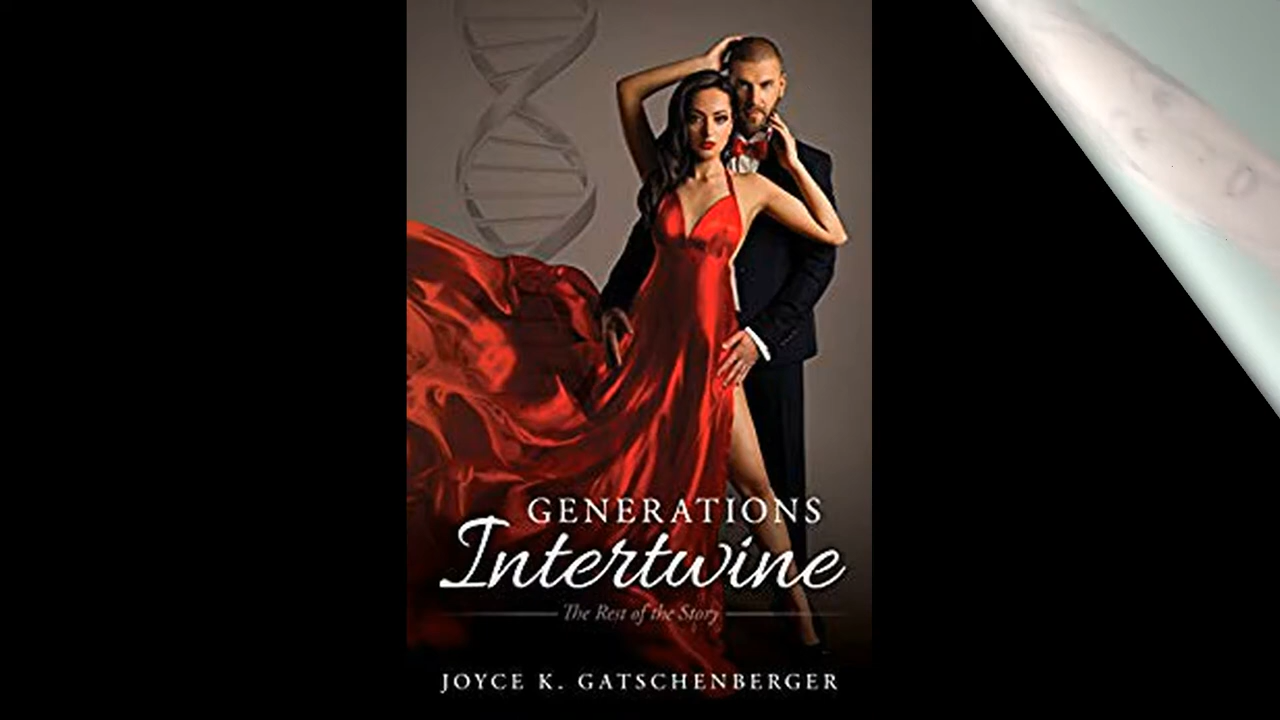 GENERATIONS
Intertwine
The Rest of the Story
JOYCE K. GATSCHENBERGER